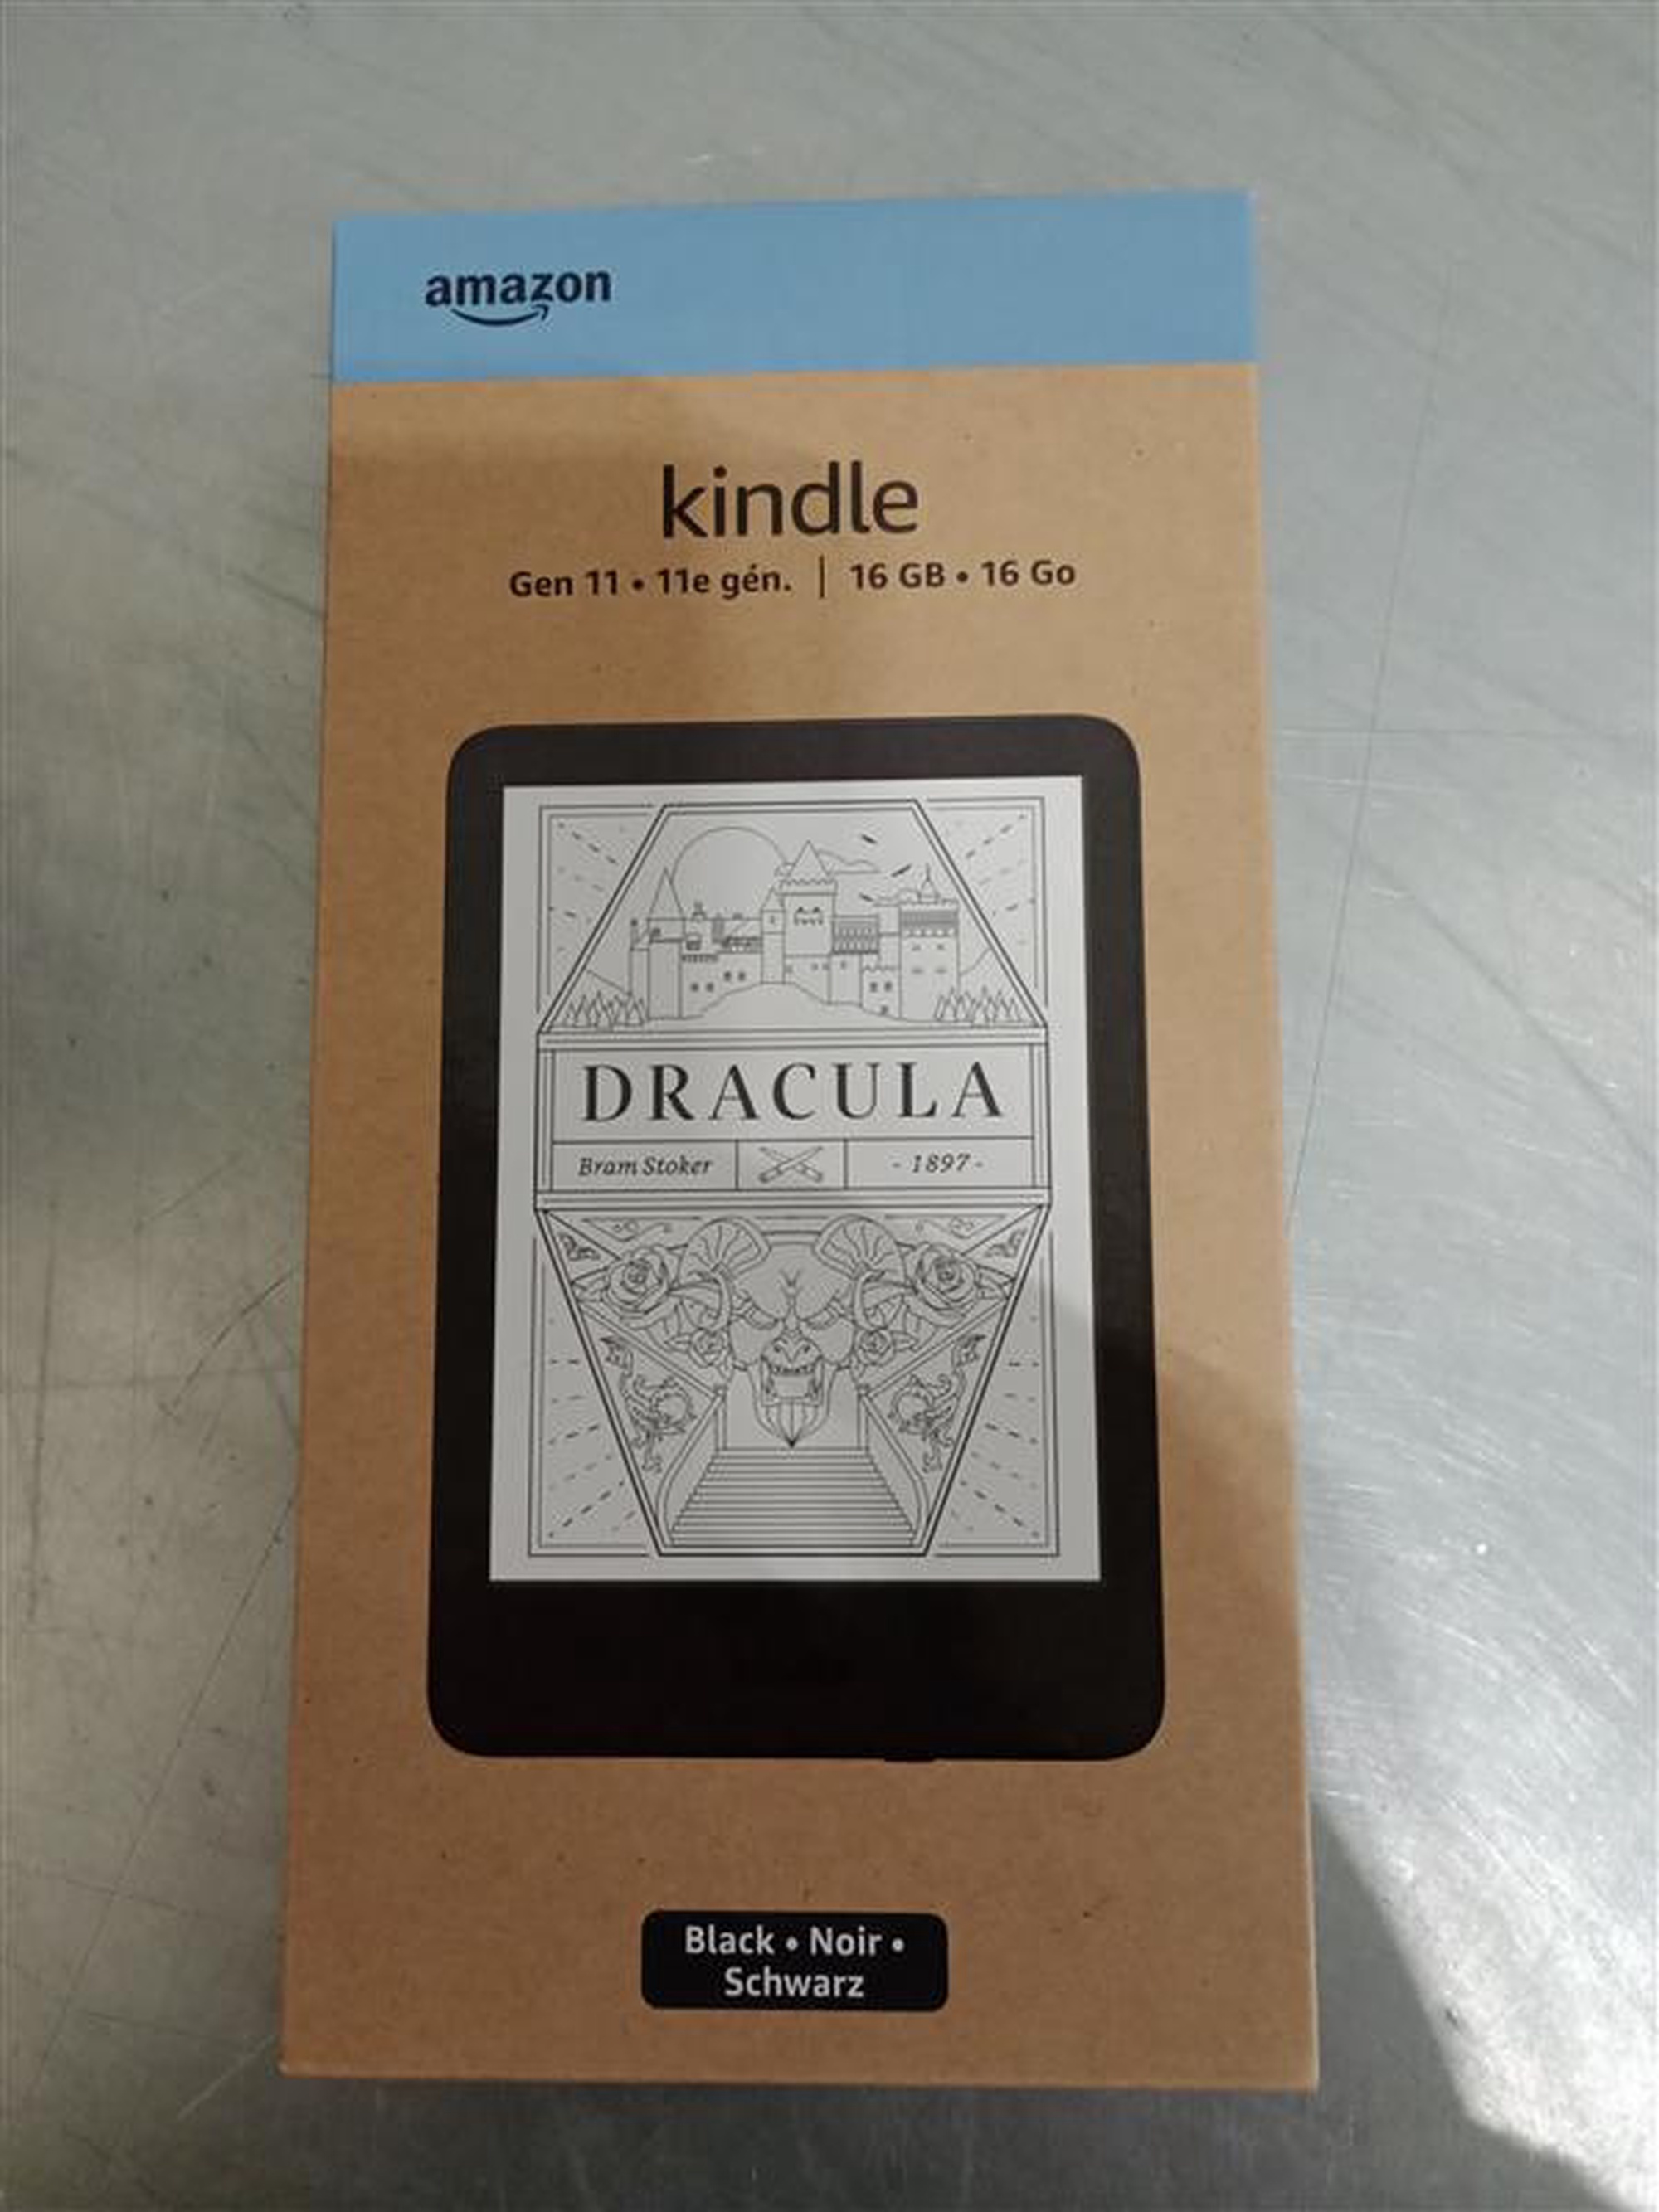 amazon
kindle
Gen 11 • 11e gén. | 16 GB • 16 Go
DRACULA
Bram Stoker - 1897 -
Black • Noir •
Schwarz